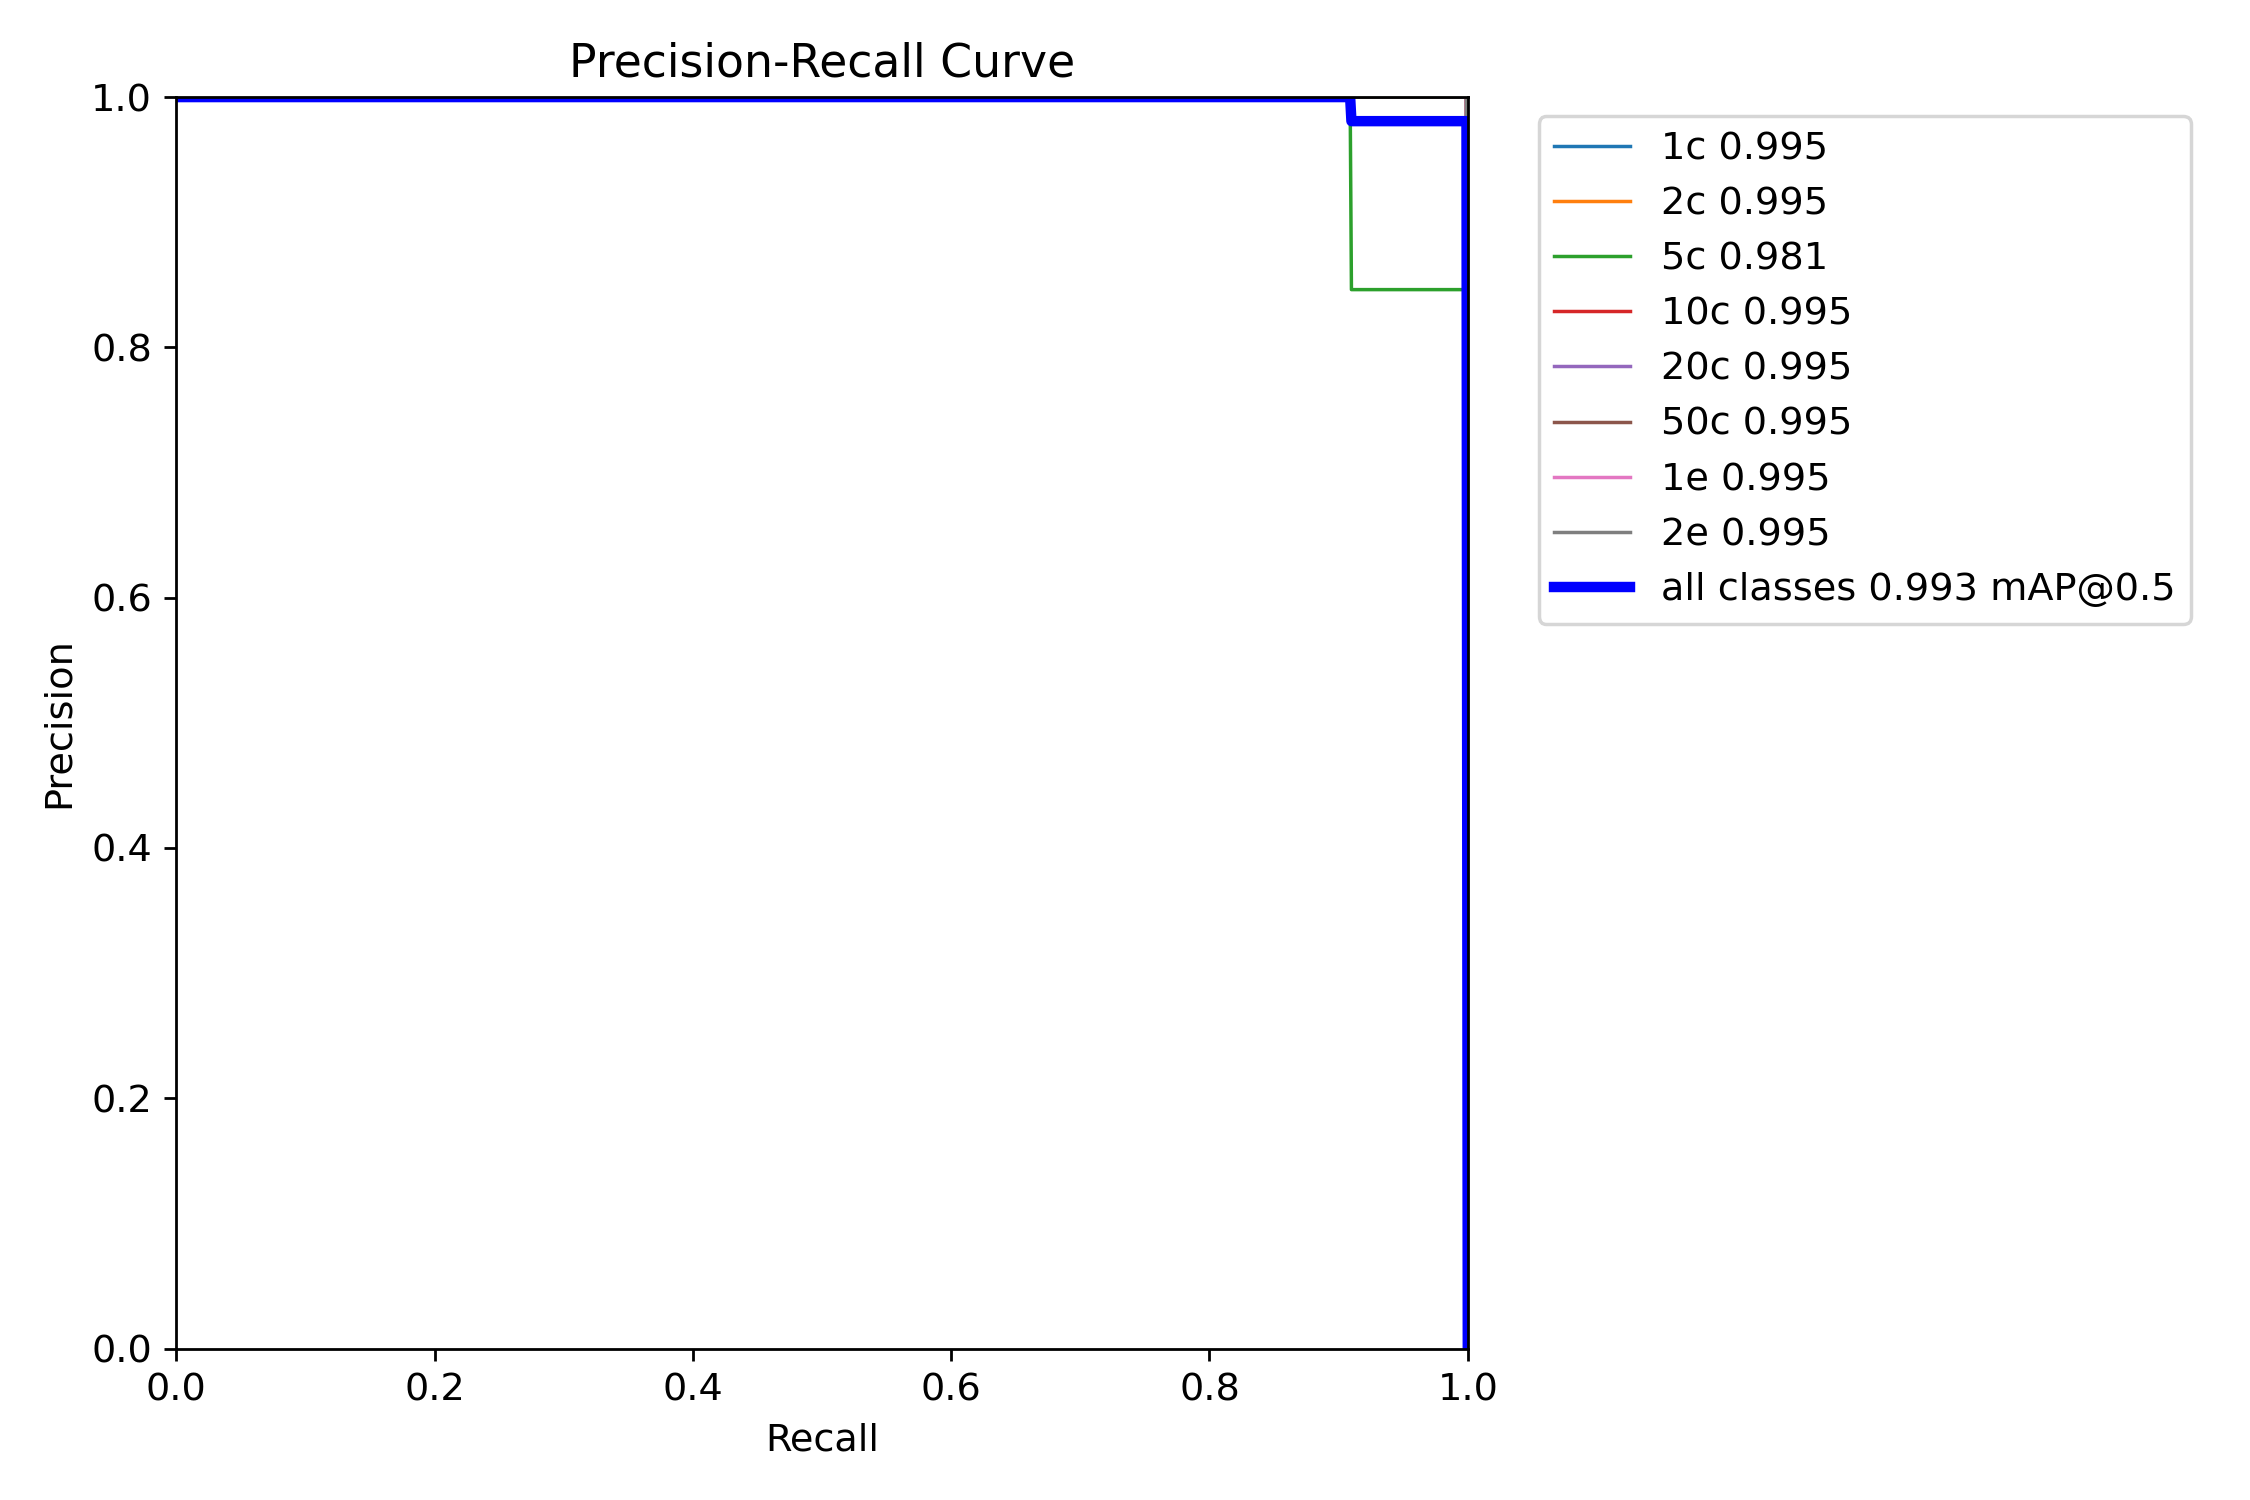 Precision-Recall Curve
1.0
0.8
0.6
0.4
0.2
0.0
Precision
0.0 0.2 0.4 0.6 0.8 1.0
Recall
1c 0.995
2c 0.995
5c 0.981
10c 0.995
20c 0.995
50c 0.995
1e 0.995
2e 0.995
all classes 0.993 mAP@0.5